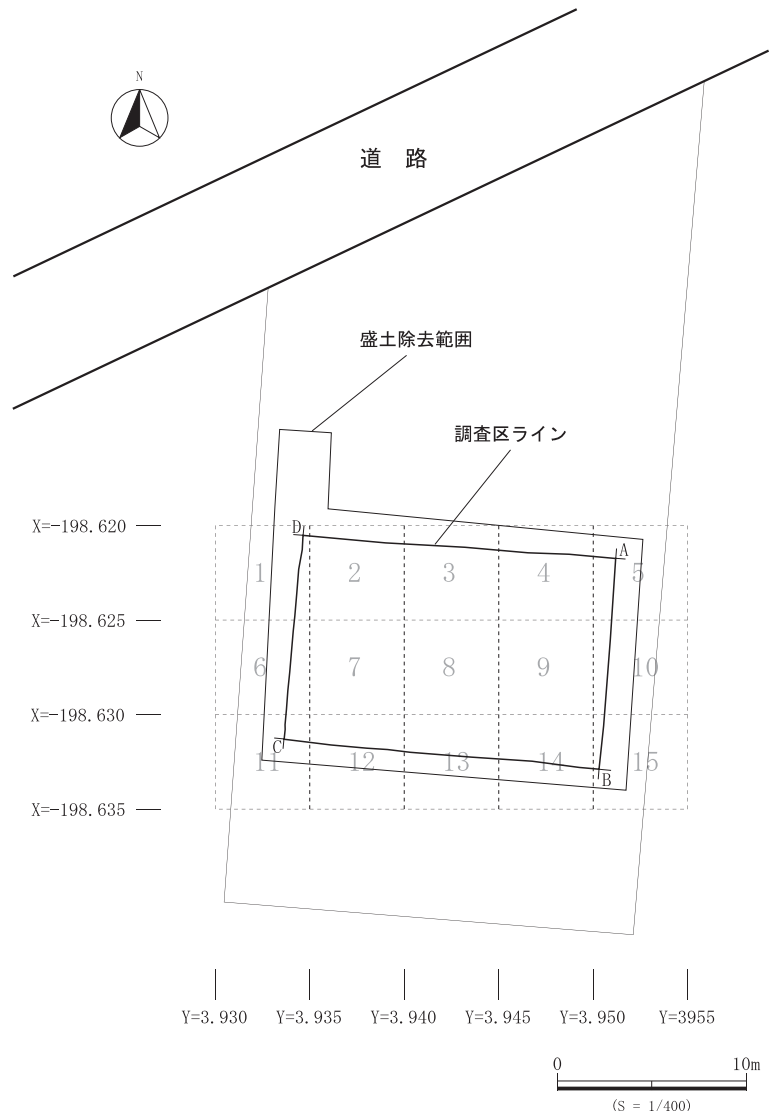 N
道 路
盛土除去範囲
調査区ライン
X=-198.620
D
A
1
2
3
4
5
X=-198.625
6
7
8
9
10
X=-198.630
C
11
12
13
14
15
B
X=-198.635
Y=3.930
Y=3.935
Y=3.940
Y=3.945
Y=3.950
Y=3955
0
10m
(S = 1/400)